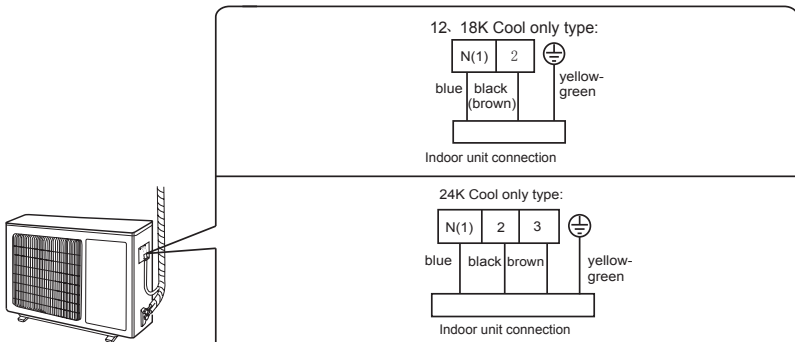 12、18K Cool only type:
N(1) 2
blue black (brown) yellow-
green
Indoor unit connection
24K Cool only type:
N(1) 2 3
blue black brown yellow-
green
Indoor unit connection